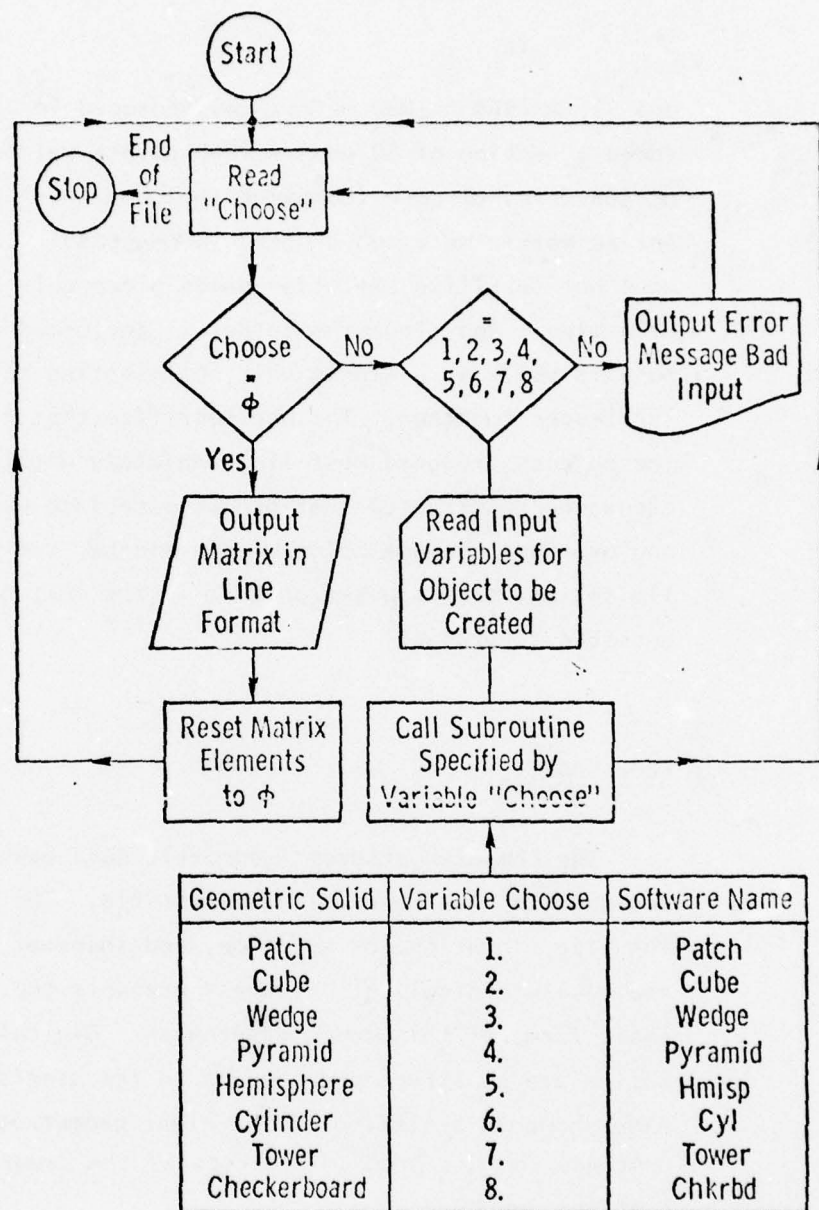 Start
End
of
File
Stop
Read
"Choose"
Choose
=
ϕ
No
=
1,2,3,4,
5,6,7,8
No
Output Error
Message Bad
Input
Yes
Output
Matrix in
Line
Format
Read Input
Variables for
Object to be
Created
Reset Matrix
Elements
to ϕ
Call Subroutine
Specified by
Variable "Choose"
Geometric Solid Variable Choose Software Name
Patch 1. Patch
Cube 2. Cube
Wedge 3. Wedge
Pyramid 4. Pyramid
Hemisphere 5. Hmisp
Cylinder 6. Cyl
Tower 7. Tower
Checkerboard 8. Chkrbd